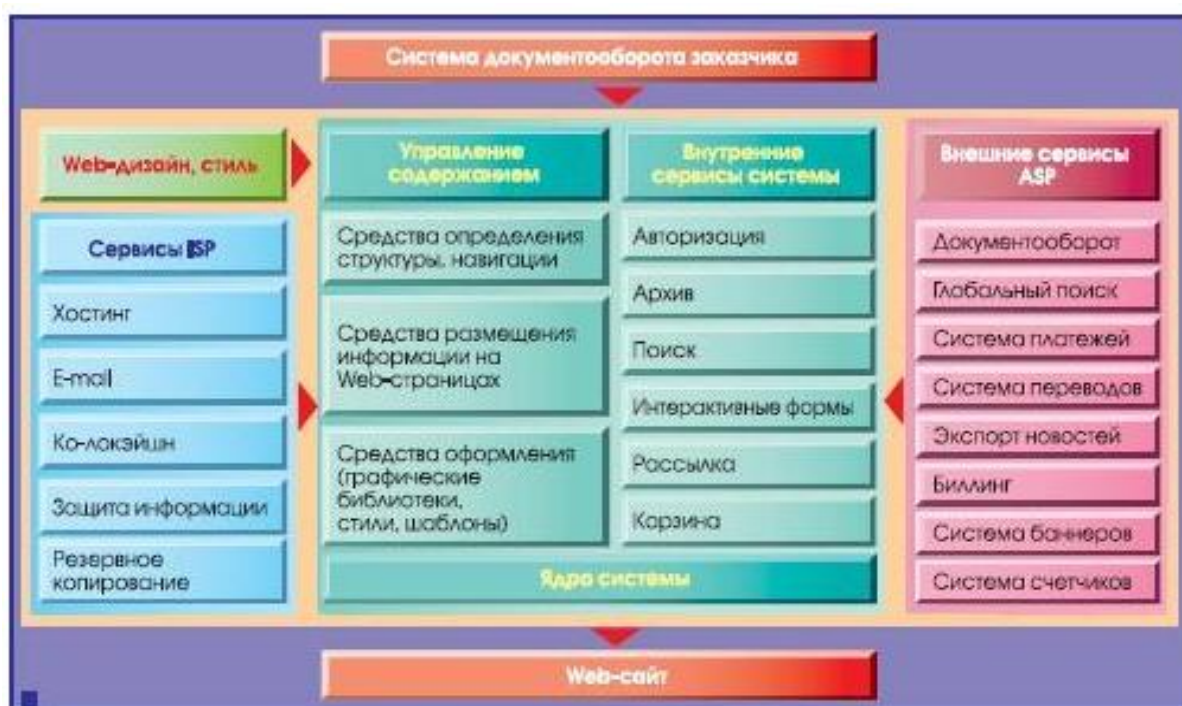 Система документооборота заказчика
Web-дизайн, стиль
Сервисы ISP
Хостинг
E-mail
Ко-локэйшн
Защита информации
Резервное
копирование
Управление
содержанием
Средства определения
структуры, навигации
Средства размещения
информации на
Web-страницах
Средства оформления
(графические
библиотеки,
стили, шаблоны)
Внутренние
сервисы системы
Авторизация
Архив
Поиск
Интерактивные формы
Рассылка
Корзина
Ядро системы
Внешние сервисы
ASP
Документооборот
Глобальный поиск
Система платежей
Система переводов
Экспорт новостей
Биллинг
Система баннеров
Система счетчиков
Web-сайт